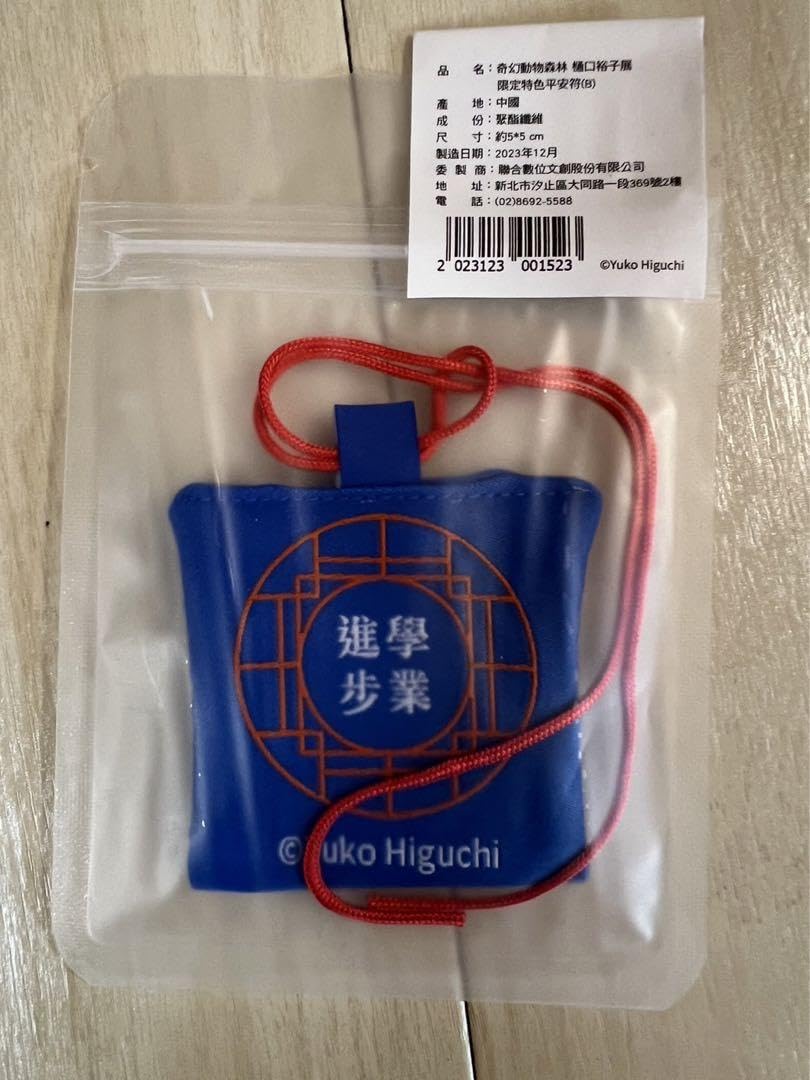 品　　名：奇幻動物森林 樋口裕子展
限定特色平安符(B)
產　　地：中國
成　　份：聚酯纖維
尺　　寸：約5*5 cm
製造日期：2023年12月
委 製 商：聯合數位文創股份有限公司
地　　址：新北市汐止區大同路一段369號2樓
電　　話：(02)8692-5588
2 023123 001523
©Yuko Higuchi
學業
進步
©Yuko Higuchi